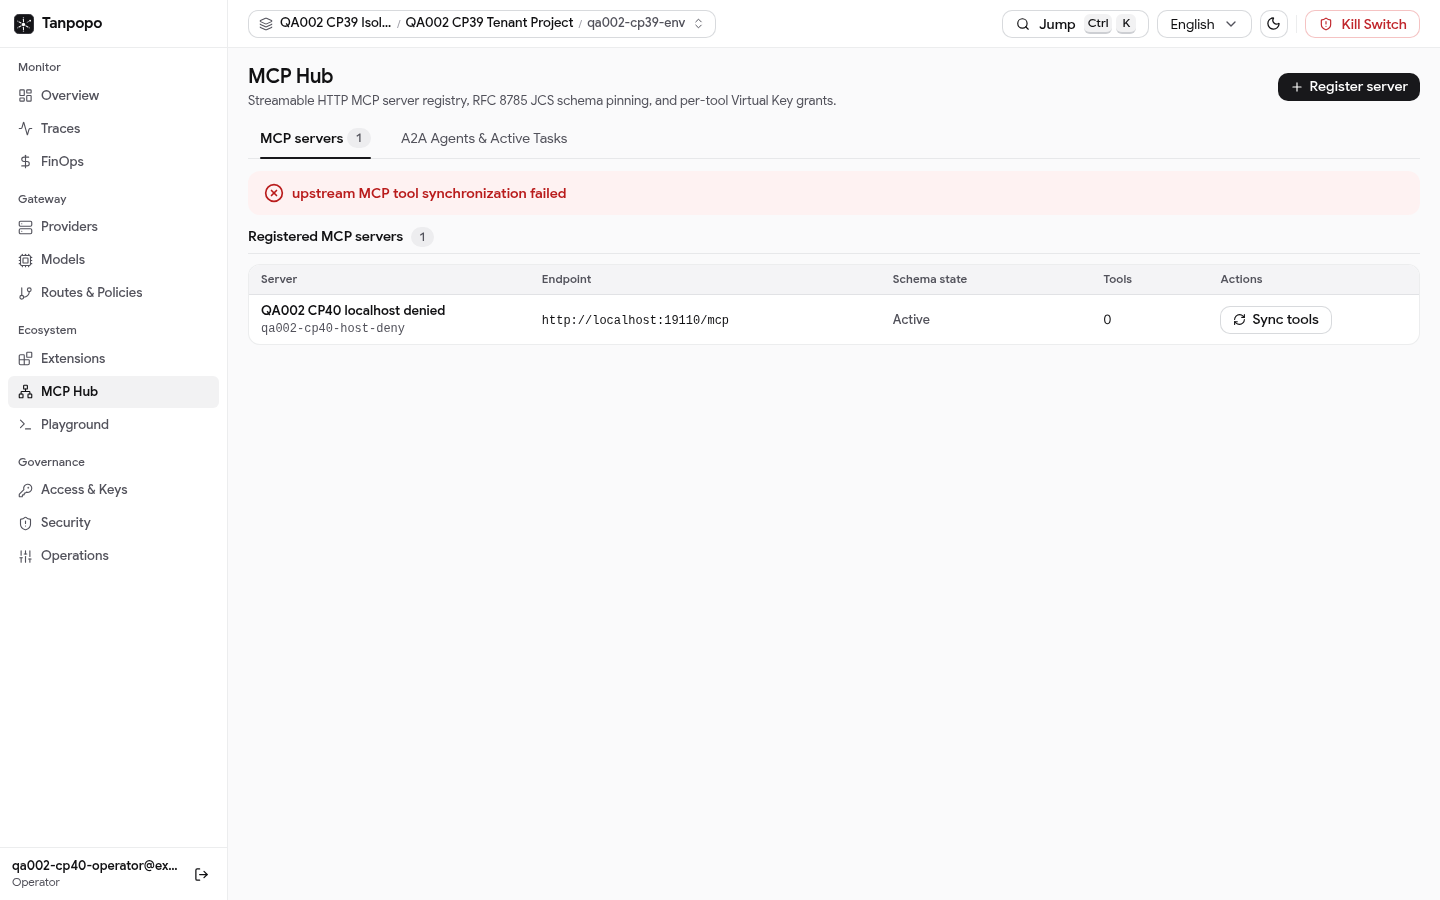 Tanpopo
QA002 CP39 Isol... / QA002 CP39 Tenant Project / qa002-cp39-env
Jump Ctrl K
English
Kill Switch
Monitor
Overview
Traces
FinOps
Gateway
Providers
Models
Routes & Policies
Ecosystem
Extensions
MCP Hub
Playground
Governance
Access & Keys
Security
Operations
qa002-cp40-operator@ex...
Operator
MCP Hub
Streamable HTTP MCP server registry, RFC 8785 JCS schema pinning, and per-tool Virtual Key grants.
Register server
MCP servers 1
A2A Agents & Active Tasks
upstream MCP tool synchronization failed
Registered MCP servers 1
Server Endpoint Schema state Tools Actions
QA002 CP40 localhost denied
qa002-cp40-host-deny
http://localhost:19110/mcp
Active
0
Sync tools